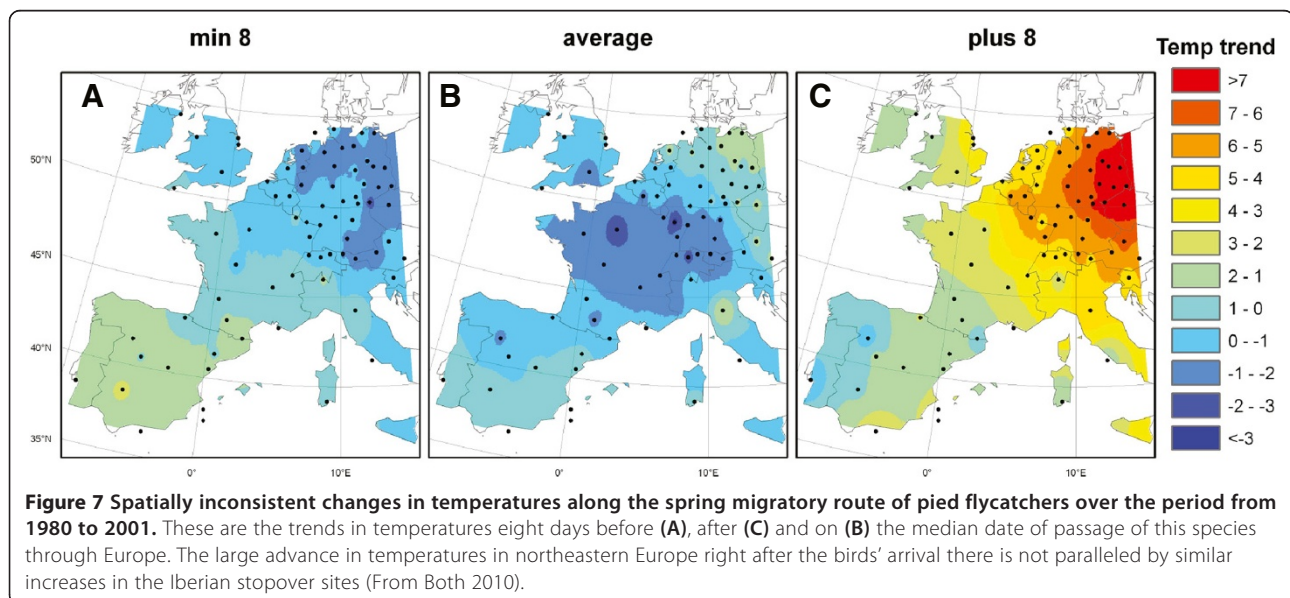 min 8
average
plus 8
Temp trend
A
B
C
>7
7 - 6
6 - 5
5 - 4
4 - 3
3 - 2
2 - 1
1 - 0
0 - -1
-1 - -2
-2 - -3
<-3
50°N
45°N
40°N
35°N
0°
10°E
0°
10°E
0°
10°E
Figure 7 Spatially inconsistent changes in temperatures along the spring migratory route of pied flycatchers over the period from
1980 to 2001. These are the trends in temperatures eight days before (A), after (C) and on (B) the median date of passage of this species
through Europe. The large advance in temperatures in northeastern Europe right after the birds’ arrival there is not paralleled by similar
increases in the Iberian stopover sites (From Both 2010).